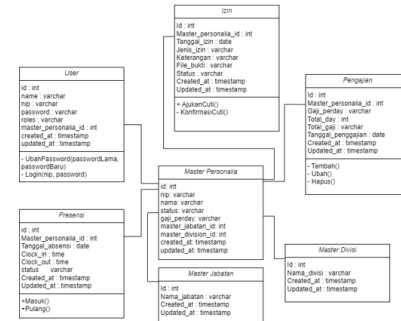 Izin
Id : int
Master_personalia_id : int
Tanggal_izin : date
Jenis_izin : varchar
Keterangan : varchar
File_bukti : varchar
Status : varchar
Created_at : timestamp
Updated_at : timestamp
+ AjukanCuti()
- KonfirmasiCuti()
User
id : int
name : varchar
nip : varchar
password : varchar
roles : varchar
master_personalia_id : int
created_at : timestamp
updated_at : timestamp
- UbahPassword(passwordLama,
passwordBaru)
- Login(nip, password)
Pengajian
Id : int
Master_personalia_id : int
Gaji_perday : varchar
Total_day : int
Total_gaji : varchar
Tanggal_penggajian : date
Created_at : timestamp
Updated_at : timestamp
- Tambah()
- Ubah()
- Hapus()
Master Personalia
id: int
nip: varchar
nama: varchar
status: varchar
gaji_perday: varchar
master_jabatan_id: int
master_division_id: int
created_at: timestamp
updated_at: timestamp
Presensi
id : int
Master_personalia_id : int
Tanggal_absensi : date
Clock_in : time
Clock_out : time
status varchar
Created_at : timestamp
Updated_at : timestamp
+Masuk()
+Pulang()
Master Jabatan
Id : int
Nama_jabatan : varchar
Created_at : timestamp
Updated_at : timestamp
Master Divisi
Id : int
Nama_divisi : varchar
Created_at : timestamp
Updated_at : timestamp